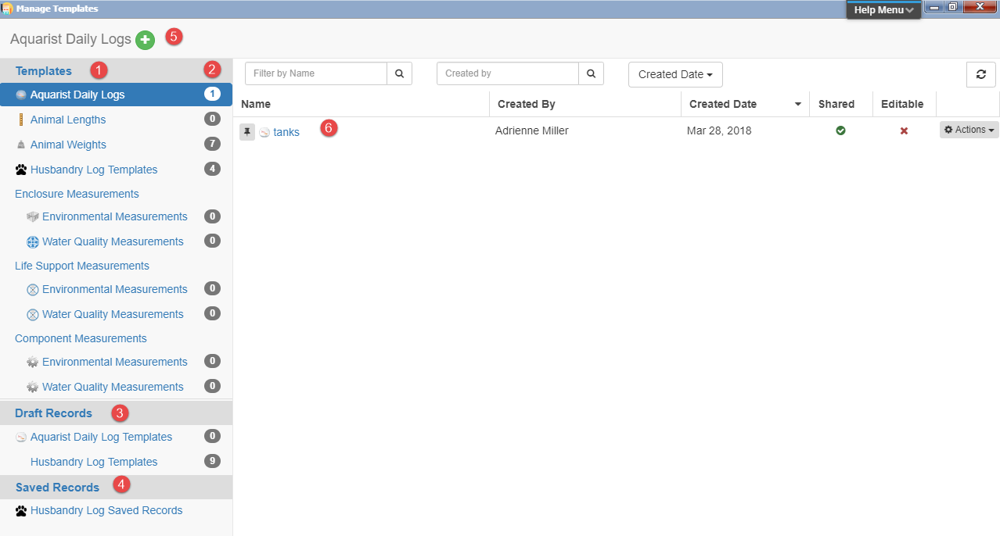 Manage Templates
Help Menu
Aquarist Daily Logs 5
Templates 1 2
Aquarist Daily Logs 1
Animal Lengths 0
Animal Weights 7
Husbandry Log Templates 4
Enclosure Measurements
Environmental Measurements 0
Water Quality Measurements 0
Life Support Measurements
Environmental Measurements 0
Water Quality Measurements 0
Component Measurements
Environmental Measurements 0
Water Quality Measurements 0
Draft Records 3
Aquarist Daily Log Templates 0
Husbandry Log Templates 9
Saved Records 4
Husbandry Log Saved Records
Filter by Name Created by Created Date
Name Created By Created Date Shared Editable
tanks 6 Adrienne Miller Mar 28, 2018 Actions